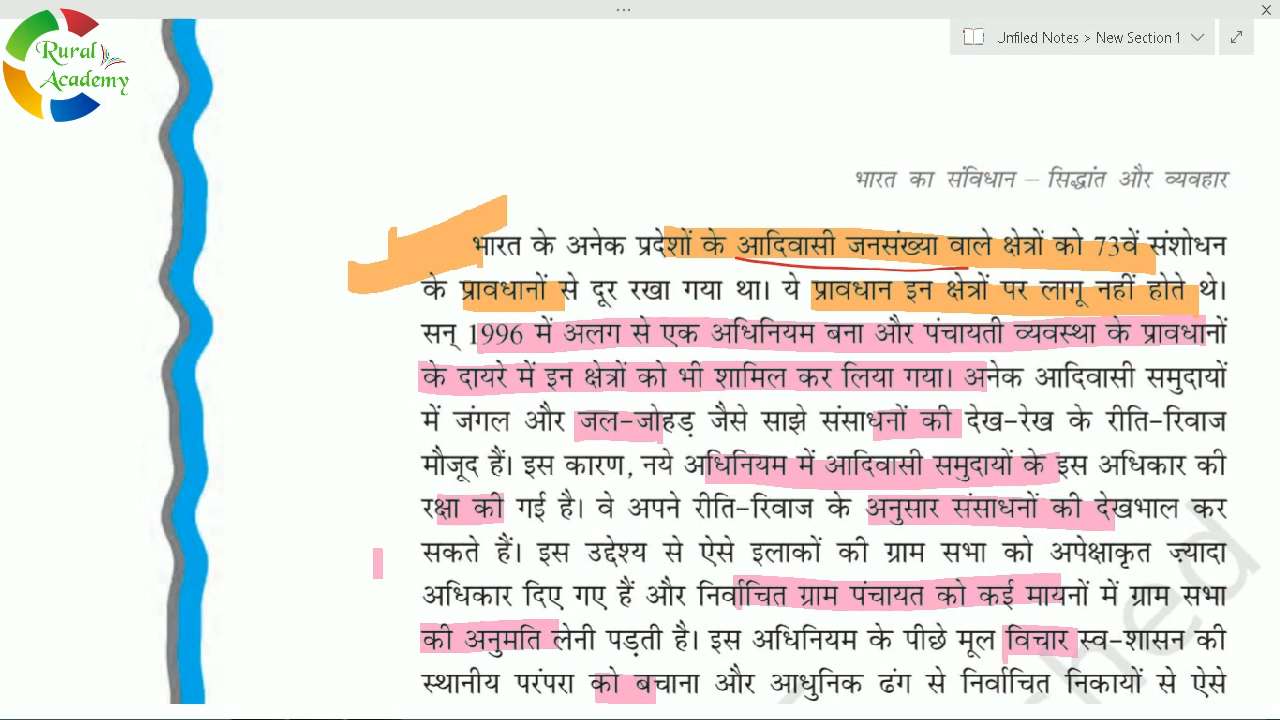 ...
Rural
Academy
Unfiled Notes > New Section 1
भारत का संविधान – सिद्धांत और व्यवहार
भारत के अनेक प्रदेशों के आदिवासी जनसंख्या वाले क्षेत्रों को 73वें संशोधन
के प्रावधानों से दूर रखा गया था। ये प्रावधान इन क्षेत्रों पर लागू नहीं होते थे।
सन् 1996 में अलग से एक अधिनियम बना और पंचायती व्यवस्था के प्रावधानों
के दायरे में इन क्षेत्रों को भी शामिल कर लिया गया। अनेक आदिवासी समुदायों
में जंगल और जल-जोहड़ जैसे साझे संसाधनों की देख-रेख के रीति-रिवाज
मौजूद हैं। इस कारण, नये अधिनियम में आदिवासी समुदायों के इस अधिकार की
रक्षा की गई है। वे अपने रीति-रिवाज के अनुसार संसाधनों की देखभाल कर
सकते हैं। इस उद्देश्य से ऐसे इलाकों की ग्राम सभा को अपेक्षाकृत ज़्यादा
अधिकार दिए गए हैं और निर्वाचित ग्राम पंचायत को कई मायनों में ग्राम सभा
की अनुमति लेनी पड़ती है। इस अधिनियम के पीछे मूल विचार स्व-शासन की
स्थानीय परंपरा को बचाना और आधुनिक ढंग से निर्वाचित निकायों से ऐसे